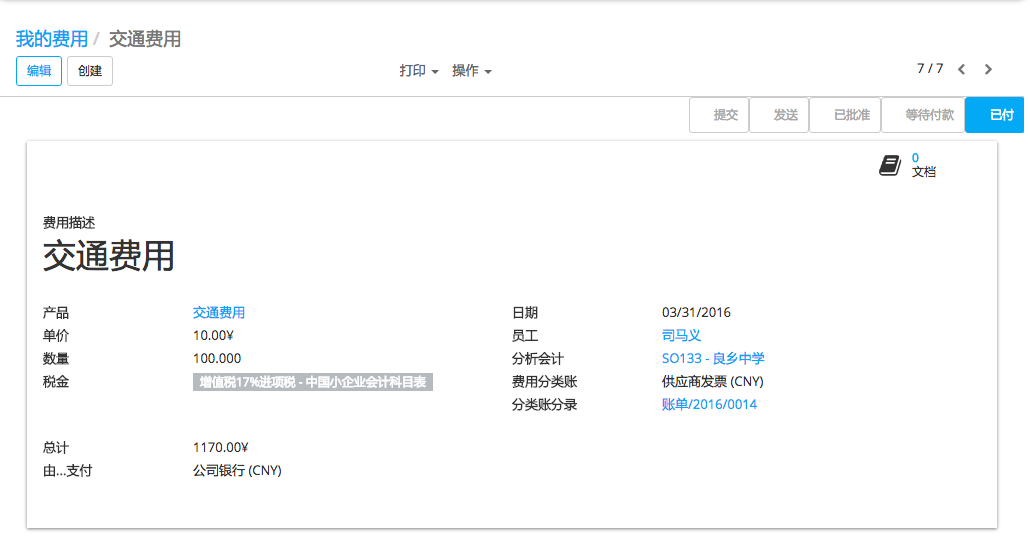 我的费用 / 交通费用
编辑 创建 打印 操作 7 / 7
提交 发送 已批准 等待付款 已付
0
文档
费用描述
交通费用
产品 交通费用 日期 03/31/2016
单价 10.00¥ 员工 司马义
数量 100.000 分析会计 SO133 - 良乡中学
税金 增值税17%进项税 - 中国小企业会计科目表 费用分类账 供应商发票 (CNY)
分类账分录 账单/2016/0014
总计 1170.00¥
由...支付 公司银行 (CNY)